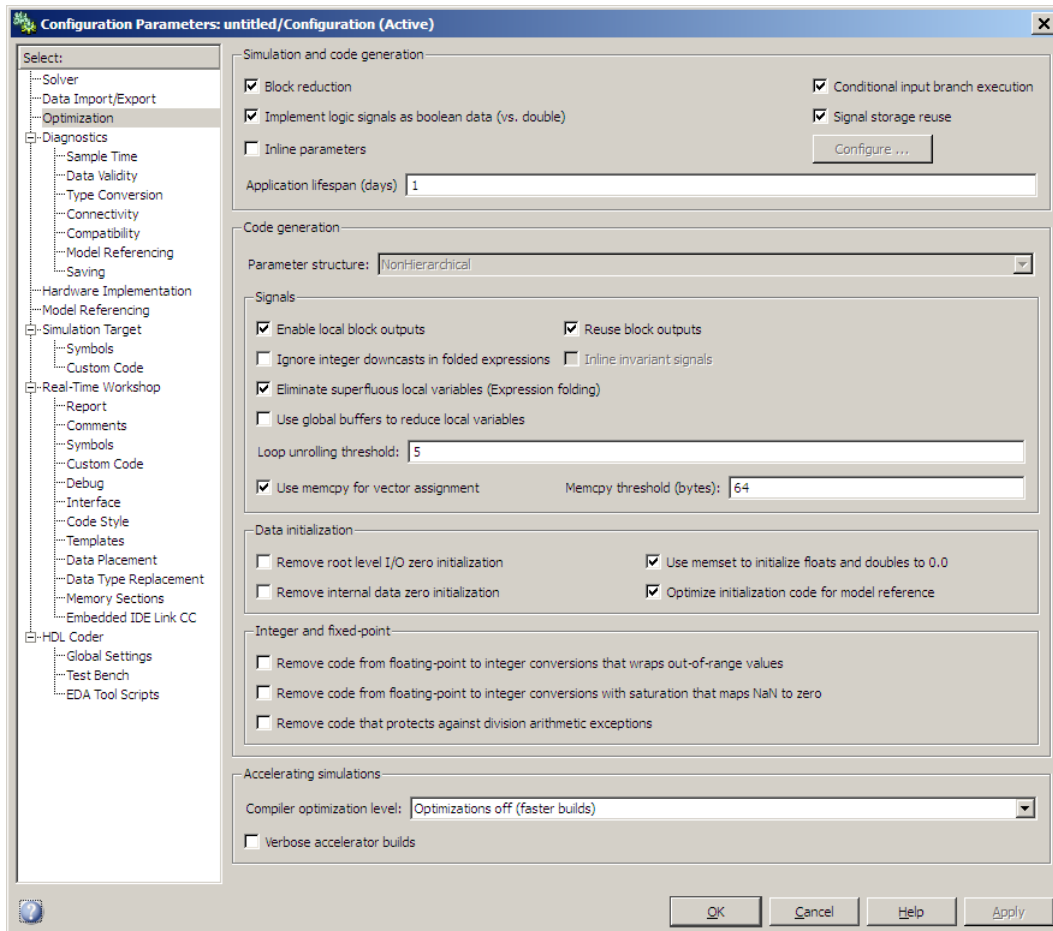 Configuration Parameters: untitled/Configuration (Active)
Select:
Solver
Data Import/Export
Optimization
Diagnostics
Sample Time
Data Validity
Type Conversion
Connectivity
Compatibility
Model Referencing
Saving
Hardware Implementation
Model Referencing
Simulation Target
Symbols
Custom Code
Real-Time Workshop
Report
Comments
Symbols
Custom Code
Debug
Interface
Code Style
Templates
Data Placement
Data Type Replacement
Memory Sections
Embedded IDE Link CC
HDL Coder
Global Settings
Test Bench
EDA Tool Scripts
Simulation and code generation
Block reduction Conditional input branch execution
Implement logic signals as boolean data (vs. double) Signal storage reuse
Inline parameters Configure ...
Application lifespan (days) 1
Code generation
Parameter structure: NonHierarchical
Signals
Enable local block outputs Reuse block outputs
Ignore integer downcasts in folded expressions Inline invariant signals
Eliminate superfluous local variables (Expression folding)
Use global buffers to reduce local variables
Loop unrolling threshold: 5
Use memcpy for vector assignment Memcpy threshold (bytes): 64
Data initialization
Remove root level I/O zero initialization Use memset to initialize floats and doubles to 0.0
Remove internal data zero initialization Optimize initialization code for model reference
Integer and fixed-point
Remove code from floating-point to integer conversions that wraps out-of-range values
Remove code from floating-point to integer conversions with saturation that maps NaN to zero
Remove code that protects against division arithmetic exceptions
Accelerating simulations
Compiler optimization level: Optimizations off (faster builds)
Verbose accelerator builds
OK Cancel Help Apply